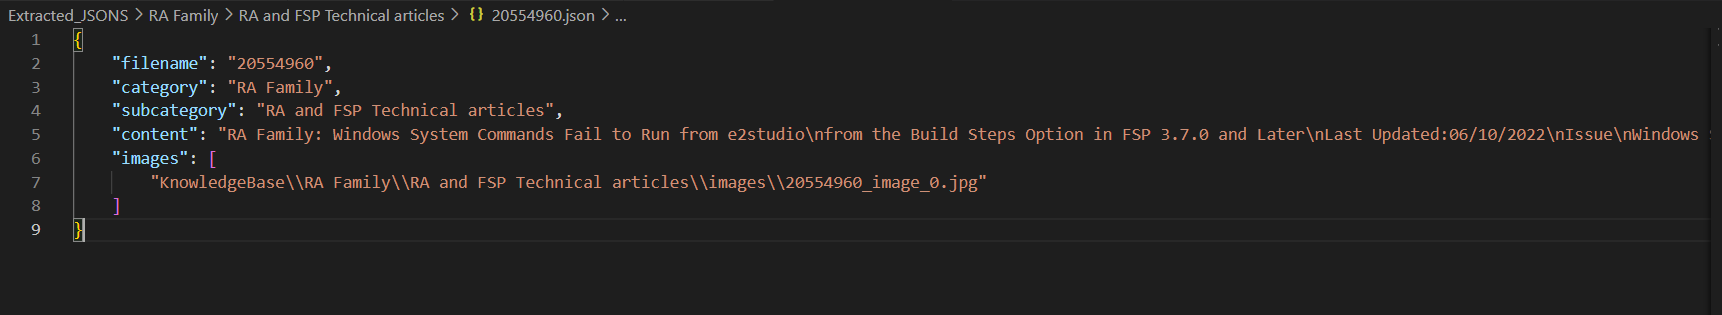 Extracted_JSONS > RA Family > RA and FSP Technical articles > {} 20554960.json > ...
1 {
2 "filename": "20554960",
3 "category": "RA Family",
4 "subcategory": "RA and FSP Technical articles",
5 "content": "RA Family: Windows System Commands Fail to Run from e2studio\nfrom the Build Steps Option in FSP 3.7.0 and Later\nLast Updated:06/10/2022\nIssue\nWindows
6 "images": [
7 "KnowledgeBase\\RA Family\\RA and FSP Technical articles\\images\\20554960_image_0.jpg"
8 ]
9 }